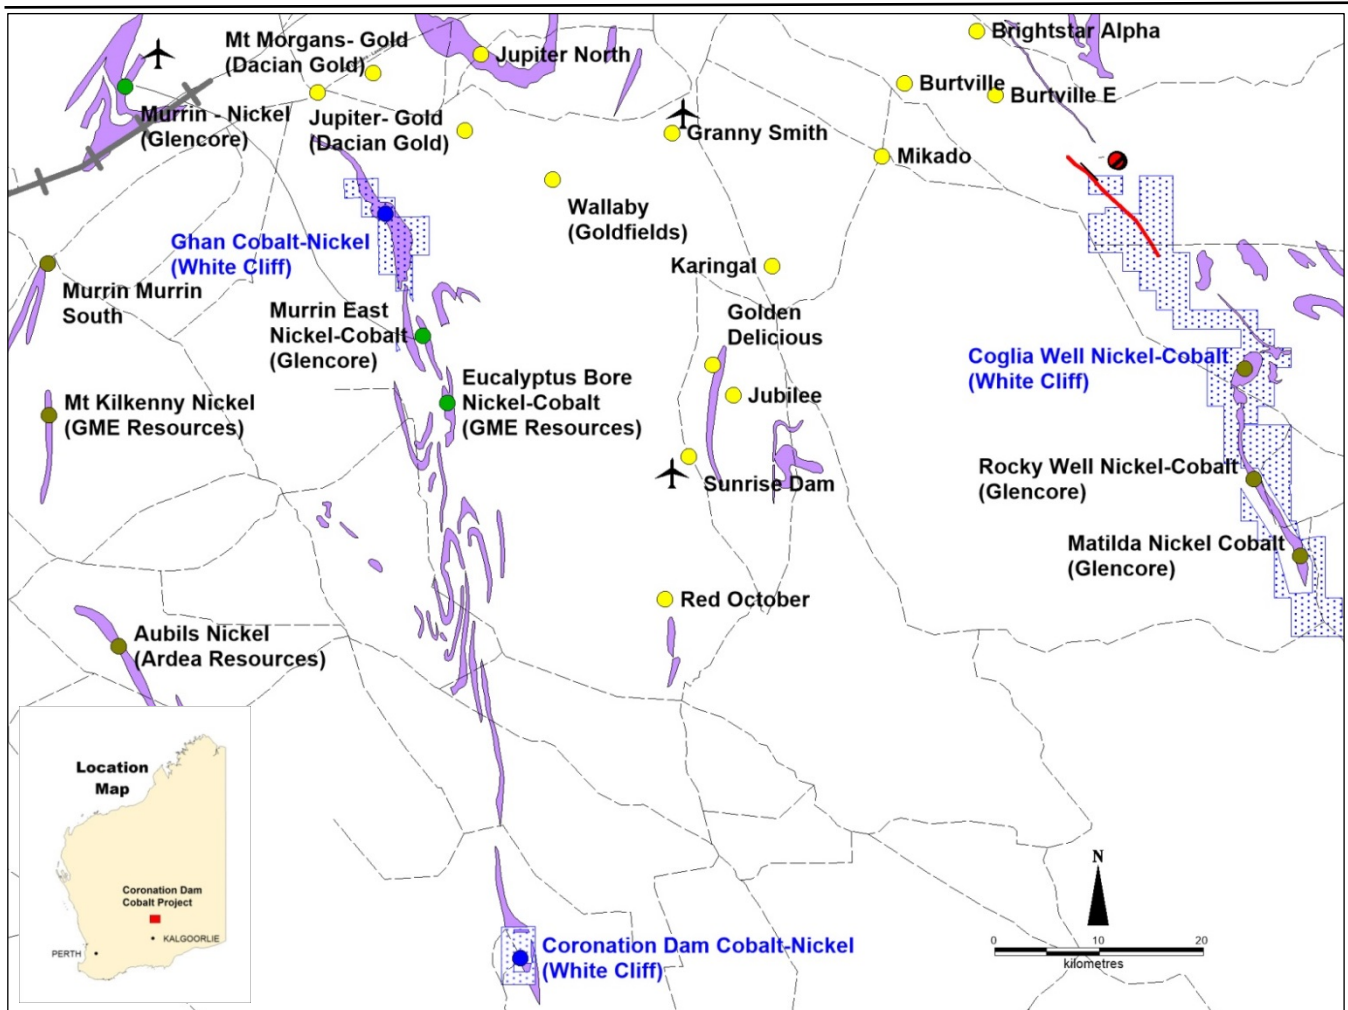 Mt Morgans- Gold
(Dacian Gold)
Jupiter North
Brightstar Alpha
Burtville
Burtville E
Murrin - Nickel
(Glencore)
Jupiter- Gold
(Dacian Gold)
Granny Smith
Mikado
Wallaby
(Goldfields)
Ghan Cobalt-Nickel
(White Cliff)
Karingal
Murrin Murrin
South
Murrin East
Nickel-Cobalt
(Glencore)
Golden
Delicious
Coglia Well Nickel-Cobalt
(White Cliff)
Eucalyptus Bore
Nickel-Cobalt
(GME Resources)
Jubilee
Mt Kilkenny Nickel
(GME Resources)
Sunrise Dam
Rocky Well Nickel-Cobalt
(Glencore)
Matilda Nickel Cobalt
(Glencore)
Red October
Aubils Nickel
(Ardea Resources)
Location
Map
Coronation Dam
Cobalt Project
KALGOORLIE
PERTH
Coronation Dam Cobalt-Nickel
(White Cliff)
N
0 10 20
kilometres